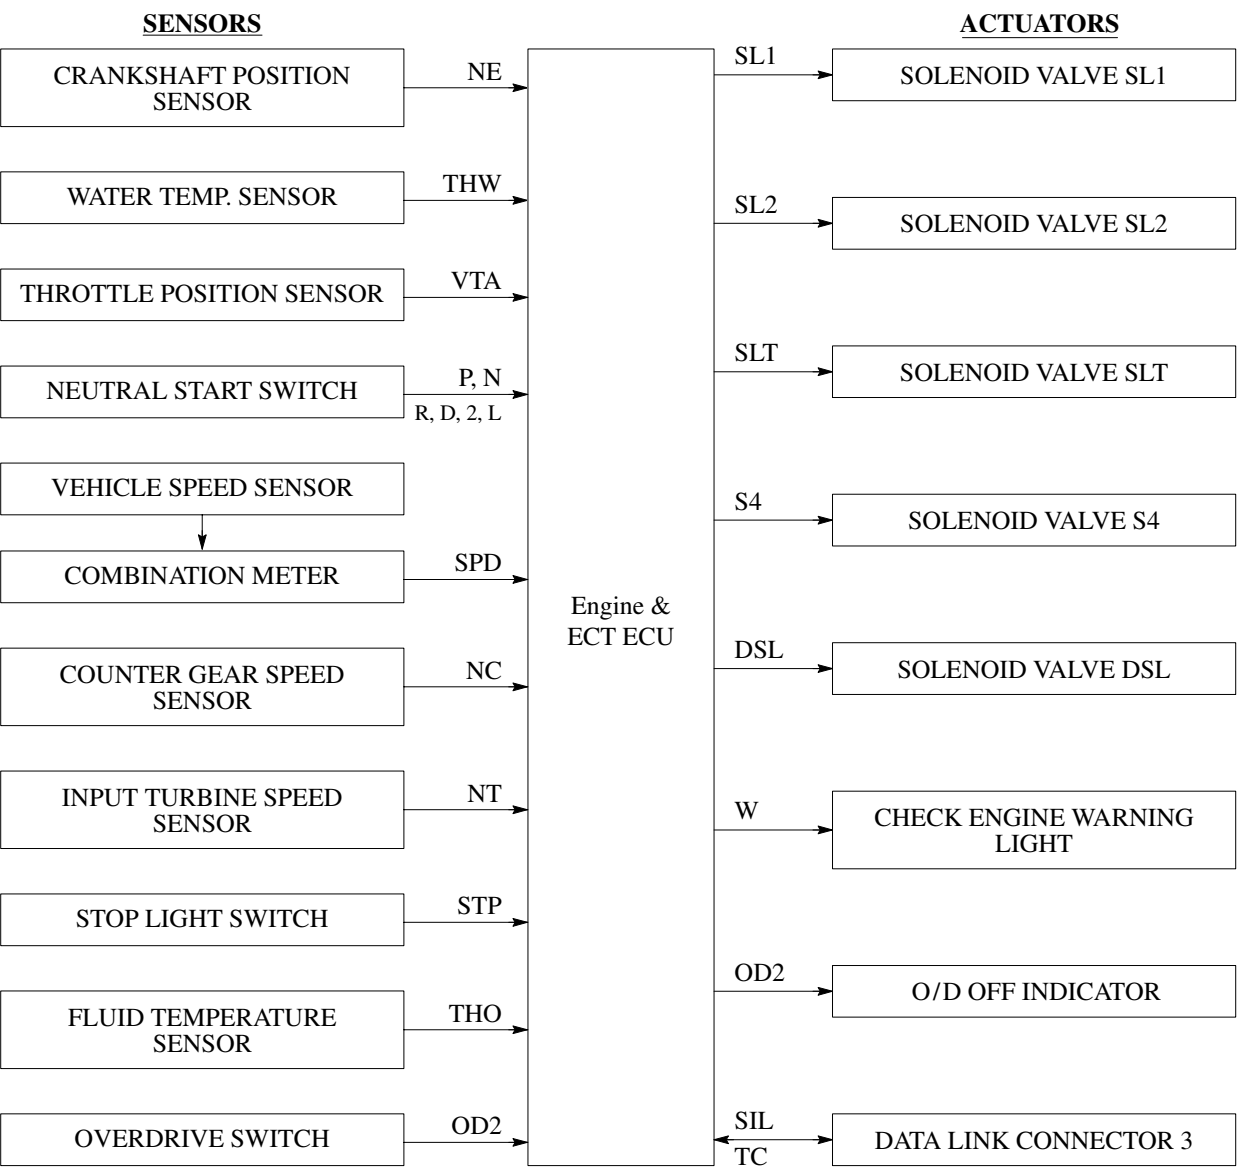 SENSORS
CRANKSHAFT POSITION
SENSOR
NE
WATER TEMP. SENSOR
THW
THROTTLE POSITION SENSOR
VTA
NEUTRAL START SWITCH
P, N
R, D, 2, L
VEHICLE SPEED SENSOR
COMBINATION METER
SPD
COUNTER GEAR SPEED
SENSOR
NC
INPUT TURBINE SPEED
SENSOR
NT
STOP LIGHT SWITCH
STP
FLUID TEMPERATURE
SENSOR
THO
OVERDRIVE SWITCH
OD2
Engine &
ECT ECU
ACTUATORS
SL1
SOLENOID VALVE SL1
SL2
SOLENOID VALVE SL2
SLT
SOLENOID VALVE SLT
S4
SOLENOID VALVE S4
DSL
SOLENOID VALVE DSL
W
CHECK ENGINE WARNING
LIGHT
OD2
O/D OFF INDICATOR
SIL
TC
DATA LINK CONNECTOR 3